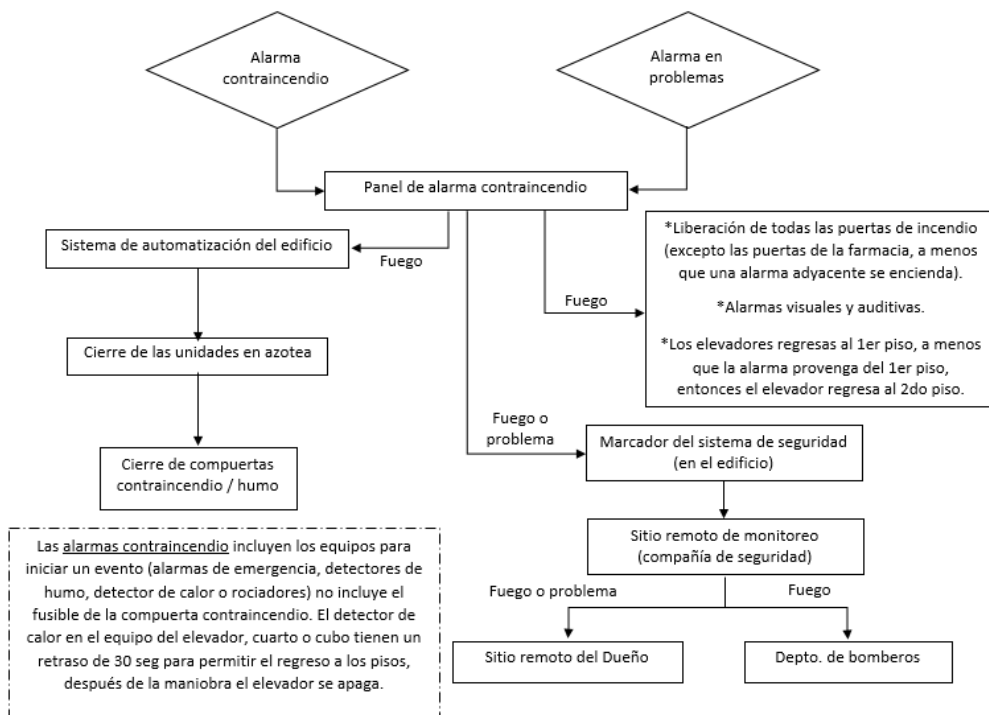 Alarma
contraincendio
Alarma en
problemas
Panel de alarma contraincendio
Sistema de automatización del edificio
Fuego
*Liberación de todas las puertas de incendio
(excepto las puertas de la farmacia, a menos
que una alarma adyacente se encienda).
*Alarmas visuales y auditivas.
*Los elevadores regresas al 1er piso, a menos
que la alarma provenga del 1er piso,
entonces el elevador regresa al 2do piso.
Fuego
Cierre de las unidades en azotea
Fuego o
problema
Marcador del sistema de seguridad
(en el edificio)
Cierre de compuertas
contraincendio / humo
Sitio remoto de monitoreo
(compañía de seguridad)
Las alarmas contraincendio incluyen los equipos para
iniciar un evento (alarmas de emergencia, detectores de
humo, detector de calor o rociadores) no incluye el
fusible de la compuerta contraincendio. El detector de
calor en el equipo del elevador, cuarto o cubo tienen un
retraso de 30 seg para permitir el regreso a los pisos,
después de la maniobra el elevador se apaga.
Fuego o problema
Fuego
Sitio remoto del Dueño
Depto. de bomberos